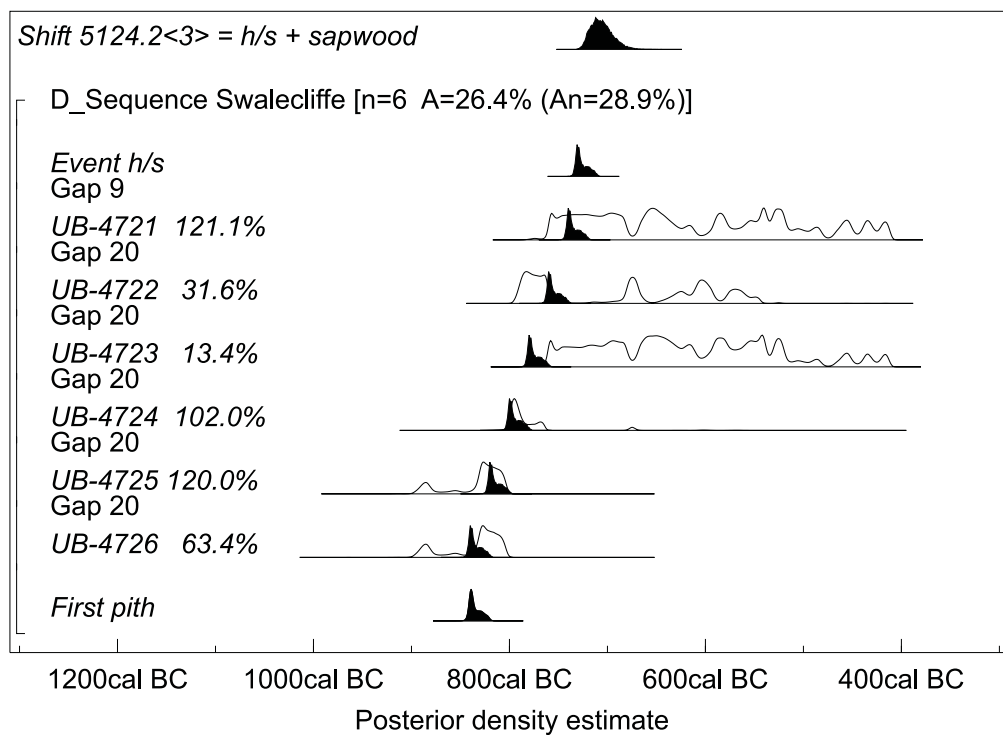 Shift 5124.2<3> = h/s + sapwood
D_Sequence Swalecliffe [n=6 A=26.4% (An=28.9%)]
Event h/s
Gap 9
UB-4721 121.1%
Gap 20
UB-4722 31.6%
Gap 20
UB-4723 13.4%
Gap 20
UB-4724 102.0%
Gap 20
UB-4725 120.0%
Gap 20
UB-4726 63.4%
First pith
1200cal BC 1000cal BC 800cal BC 600cal BC 400cal BC
Posterior density estimate